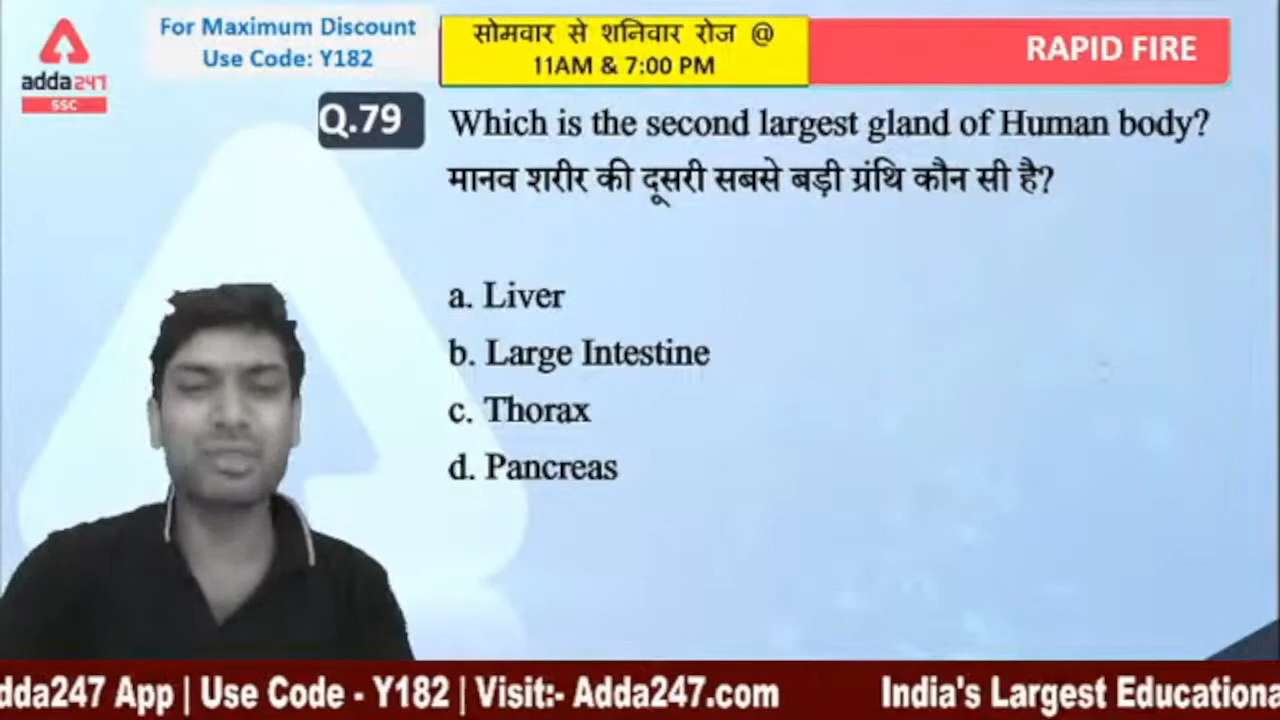 For Maximum Discount
Use Code: Y182
adda247
SSC
सोमवार से शनिवार रोज @
11AM & 7:00 PM
RAPID FIRE
Q.79
Which is the second largest gland of Human body?
मानव शरीर की दूसरी सबसे बड़ी ग्रंथि कौन सी है?
a. Liver
b. Large Intestine
c. Thorax
d. Pancreas
dda247 App | Use Code - Y182 | Visit:- Adda247.com India's Largest Educationa